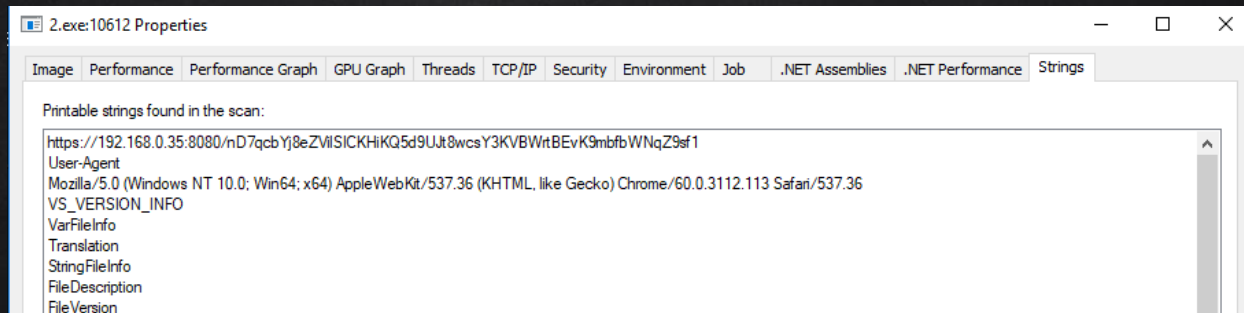 2.exe:10612 Properties
Image Performance Performance Graph GPU Graph Threads TCP/IP Security Environment Job .NET Assemblies .NET Performance Strings
Printable strings found in the scan:
https://192.168.0.35:8080/nD7qcbYj8eZVilSICKHiKQ5d9UJt8wcsY3KVBWrtBEvK9mbfbWNqZ9sf1
User-Agent
Mozilla/5.0 (Windows NT 10.0; Win64; x64) AppleWebKit/537.36 (KHTML, like Gecko) Chrome/60.0.3112.113 Safari/537.36
VS_VERSION_INFO
VarFileInfo
Translation
StringFileInfo
FileDescription
FileVersion